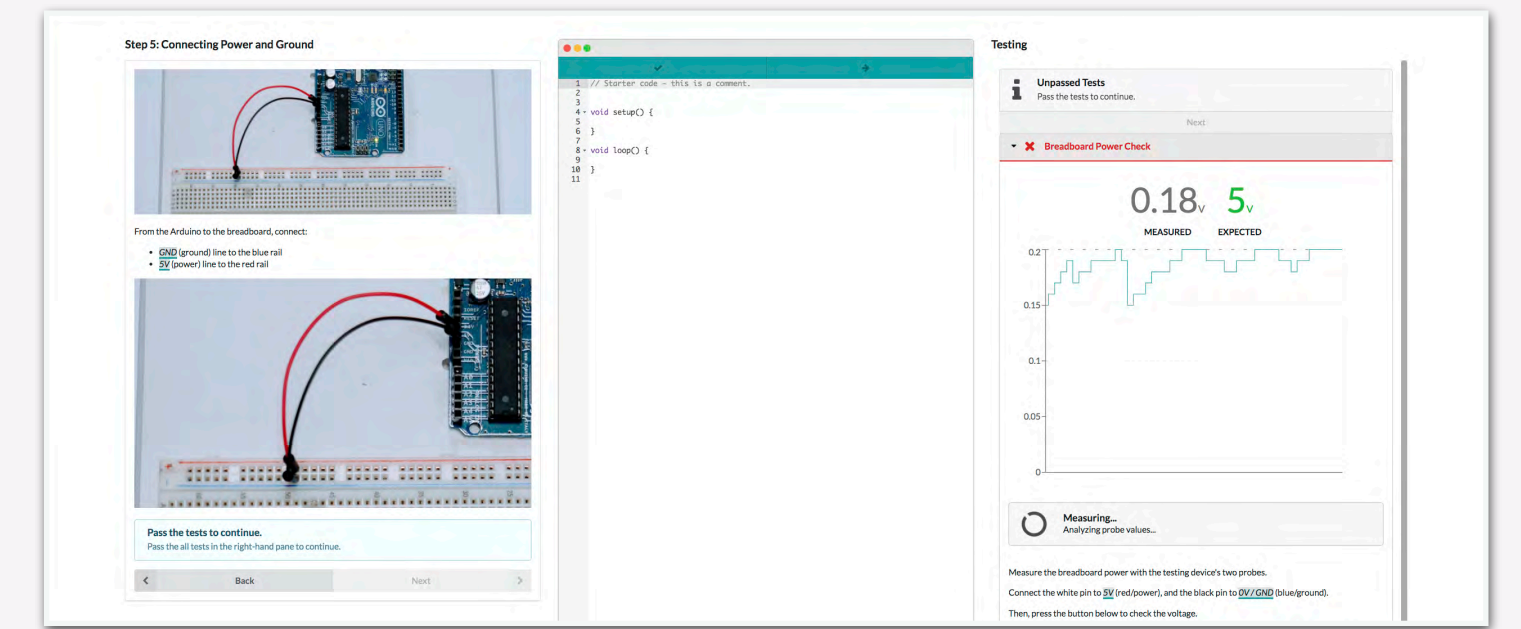 Step 5: Connecting Power and Ground
From the Arduino to the breadboard, connect:
• GND (ground) line to the blue rail
• 5V (power) line to the red rail
Pass the tests to continue.
Pass the all tests in the right-hand pane to continue.
Back
Next
1 // Starter code - this is a comment.
2
3
4 void setup() {
5
6 }
7
8 void loop() {
9
10 }
11
Testing
Unpassed Tests
Pass the tests to continue.
Next
Breadboard Power Check
0.18V 5V
MEASURED EXPECTED
0.2
0.15
0.1
0.05
0
Measuring...
Analyzing probe values...
Measure the breadboard power with the testing device's two probes.
Connect the white pin to 5V (red/power), and the black pin to 0V / GND (blue/ground).
Then, press the button below to check the voltage.